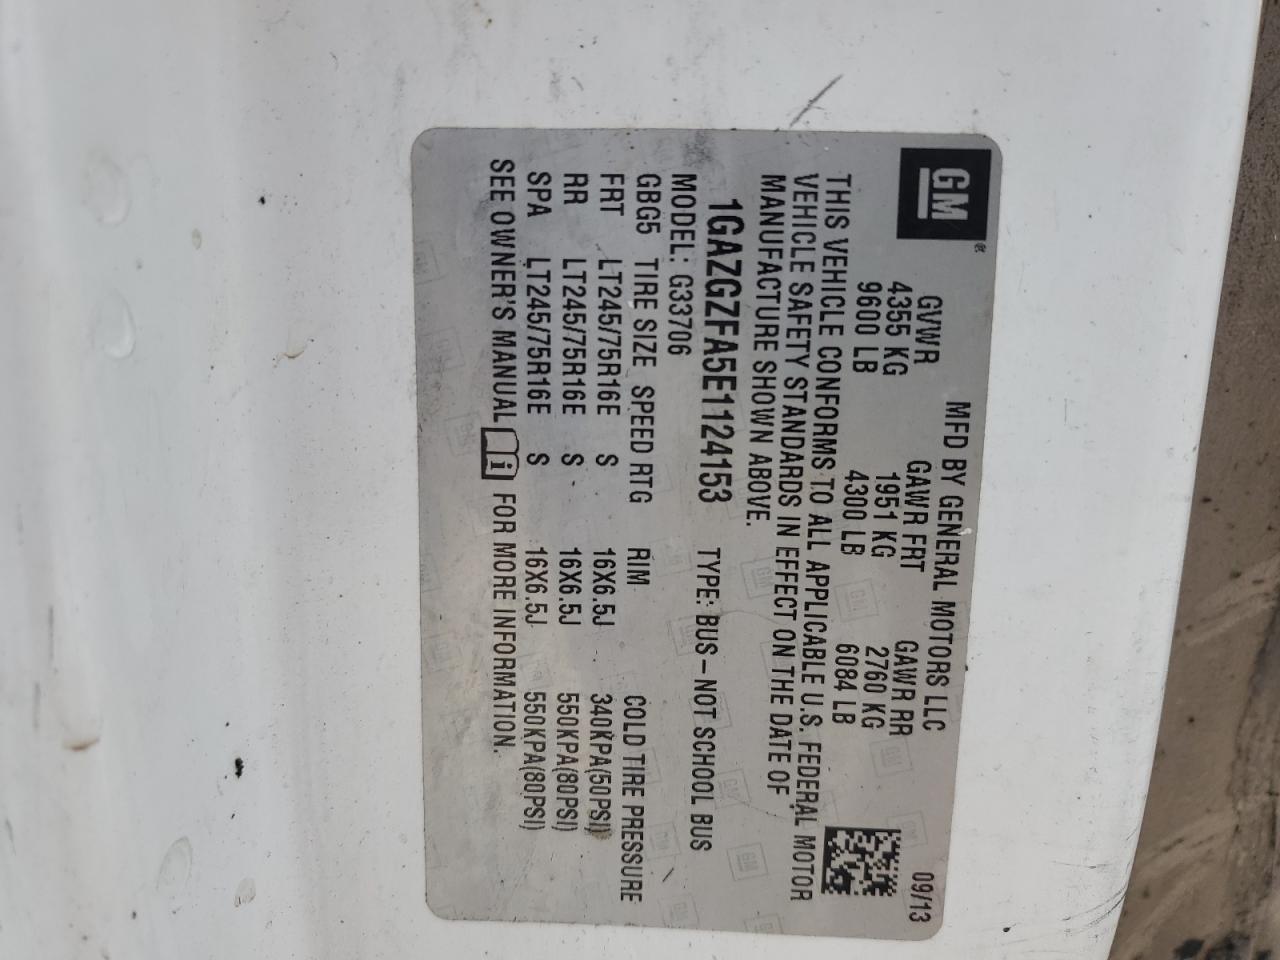 GM
MFD BY GENERAL MOTORS LLC 09/13
GVWR GAWR FRT GAWR RR
4355 KG 1951 KG 2760 KG
9600 LB 4300 LB 6084 LB
THIS VEHICLE CONFORMS TO ALL APPLICABLE U.S. FEDERAL MOTOR
VEHICLE SAFETY STANDARDS IN EFFECT ON THE DATE OF
MANUFACTURE SHOWN ABOVE.
1GAZGZFA5E1124153 TYPE: BUS – NOT SCHOOL BUS
MODEL: G33706
GBG5 TIRE SIZE SPEED RTG RIM COLD TIRE PRESSURE
FRT LT245/75R16E S 16X6.5J 340KPA(50PSI)
RR LT245/75R16E S 16X6.5J 550KPA(80PSI)
SPA LT245/75R16E S 16X6.5J 550KPA(80PSI)
SEE OWNER'S MANUAL i FOR MORE INFORMATION.